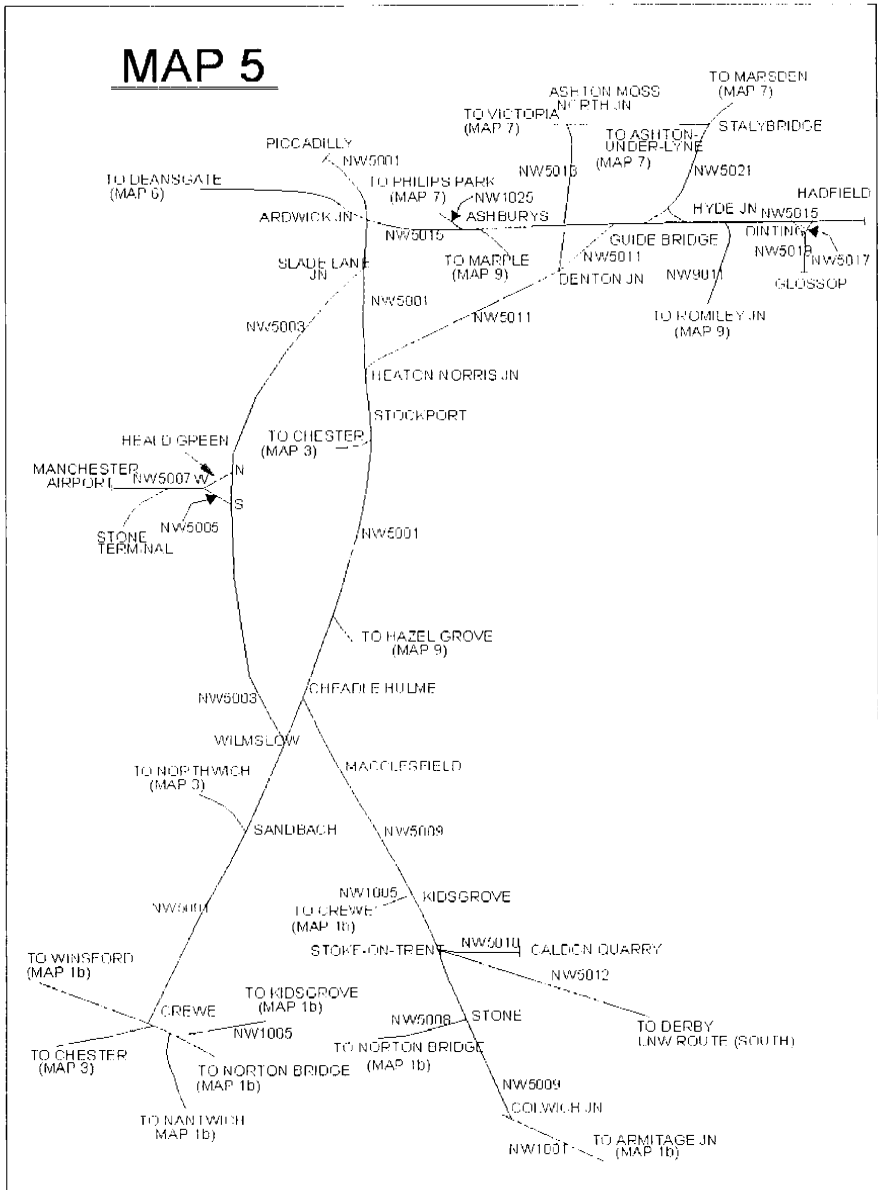 MAP 5
TO MARSDEN
(MAP 7)
ASHTON MOSS
NORTH JN
TO VICTORIA
(MAP 7)
STALYBRIDGE
TO ASHTON-
UNDER-LYNE
(MAP 7)
PICCADILLY
NW5001
NW5013
NW5021
TO DEANSGATE
(MAP 6)
TO PHILIPS PARK
(MAP 7)
NW1025
HADFIELD
ARDWICK JN
ASHBURYS
HYDE JN
NW5015
NW5015
GUIDE BRIDGE
DINTING
SLADE LANE
JN
TO MARPLE
(MAP 9)
NW5011
NW5019
NW5017
DENTON JN
NW9011
GLOSSOP
NW5001
NW5003
NW5011
TO ROMILEY JN
(MAP 9)
HEATON NORRIS JN
STOCKPORT
TO CHESTER
(MAP 3)
HEALD GREEN
MANCHESTER
AIRPORT
NW5007
W
N
S
NW5005
STONE
TERMINAL
NW5001
TO HAZEL GROVE
(MAP 9)
CHEADLE HULME
NW5003
WILMSLOW
MACCLESFIELD
TO NORTHWICH
(MAP 3)
SANDBACH
NW5009
NW1005
KIDSGROVE
NW5001
TO CREWE
(MAP 1b)
STOKE-ON-TRENT
NW5010
CALDON QUARRY
TO WINSFORD
(MAP 1b)
NW5012
TO KIDSGROVE
(MAP 1b)
CREWE
NW5008
STONE
NW1005
TO DERBY
LNW ROUTE (SOUTH)
TO CHESTER
(MAP 3)
TO NORTON BRIDGE
(MAP 1b)
TO NORTON BRIDGE
(MAP 1b)
NW5009
TO NANTWICH
MAP 1b)
COLWICH JN
NW1001
TO ARMITAGE JN
(MAP 1b)